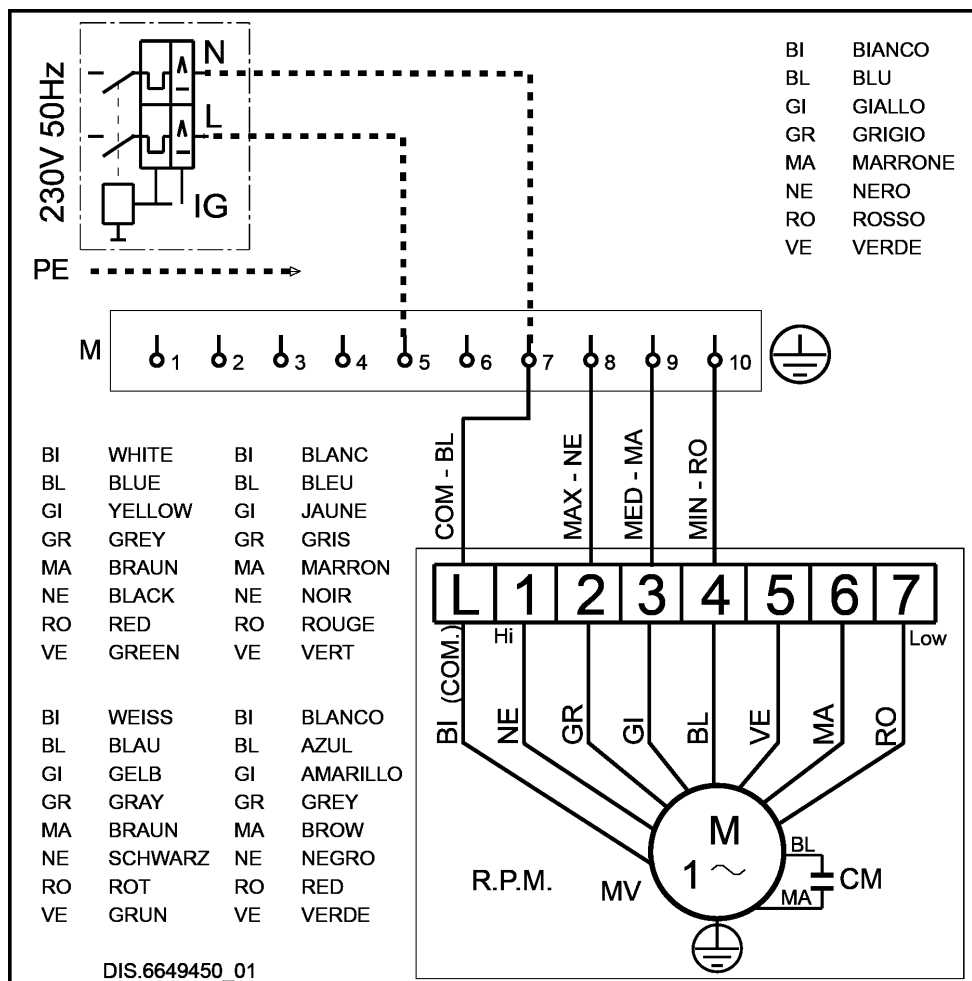 230V 50Hz
N
L
IG
PE
BI BIANCO
BL BLU
GI GIALLO
GR GRIGIO
MA MARRONE
NE NERO
RO ROSSO
VE VERDE
M 1 2 3 4 5 6 7 8 9 10
COM - BL
MAX - NE
MED - MA
MIN - RO
BI WHITE BI BLANC
BL BLUE BL BLEU
GI YELLOW GI JAUNE
GR GREY GR GRIS
MA BRAUN MA MARRON
NE BLACK NE NOIR
RO RED RO ROUGE
VE GREEN VE VERT
BI WEISS BI BLANCO
BL BLAU BL AZUL
GI GELB GI AMARILLO
GR GRAY GR GREY
MA BRAUN MA BROW
NE SCHWARZ NE NEGRO
RO ROT RO RED
VE GRUN VE VERDE
L 1 2 3 4 5 6 7
Hi
Low
BI (COM.)
NE
GR
GI
BL
VE
MA
RO
R.P.M.
MV
M
1 ~
BL
MA
CM
DIS.6649450_01